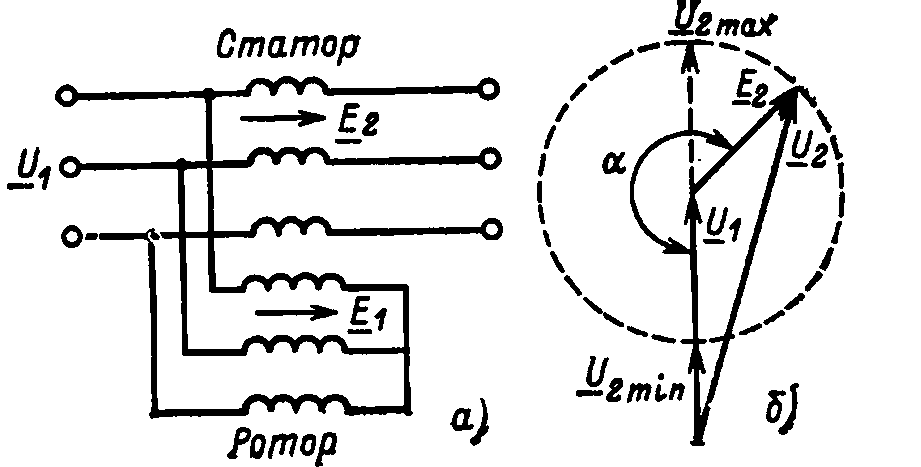 Статор
E2
U1
E1
Ротор
а)
U2max
E2
U2
α
U1
U2min
б)